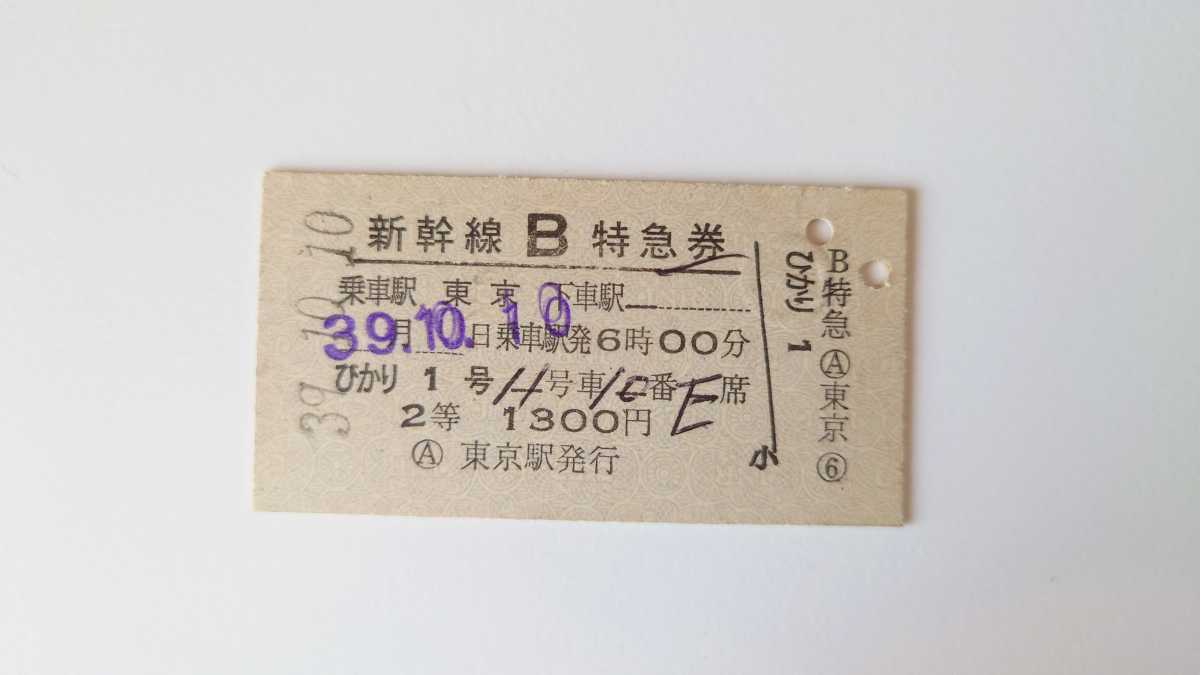 39.10.10
新幹線 B 特急券
乗車駅 東京 下車駅
39.10.10
月 日 乗車駅発6時00分
ひかり 1 号 11 号車 10 番 E 席
2等 1300円
Ⓐ 東京駅発行
小
ひかり 1
B特急Ⓐ東京⑥